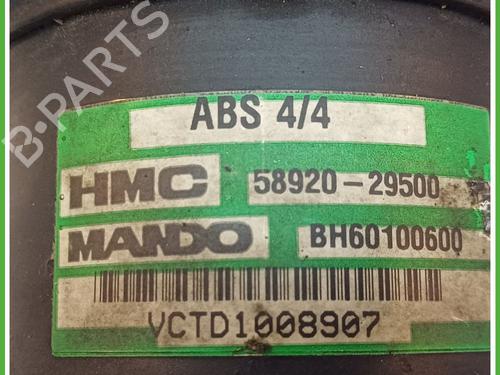 B-PARTS
ABS 4/4
HMC 58920-29500
MANDO BH60100600
VCTD1008907